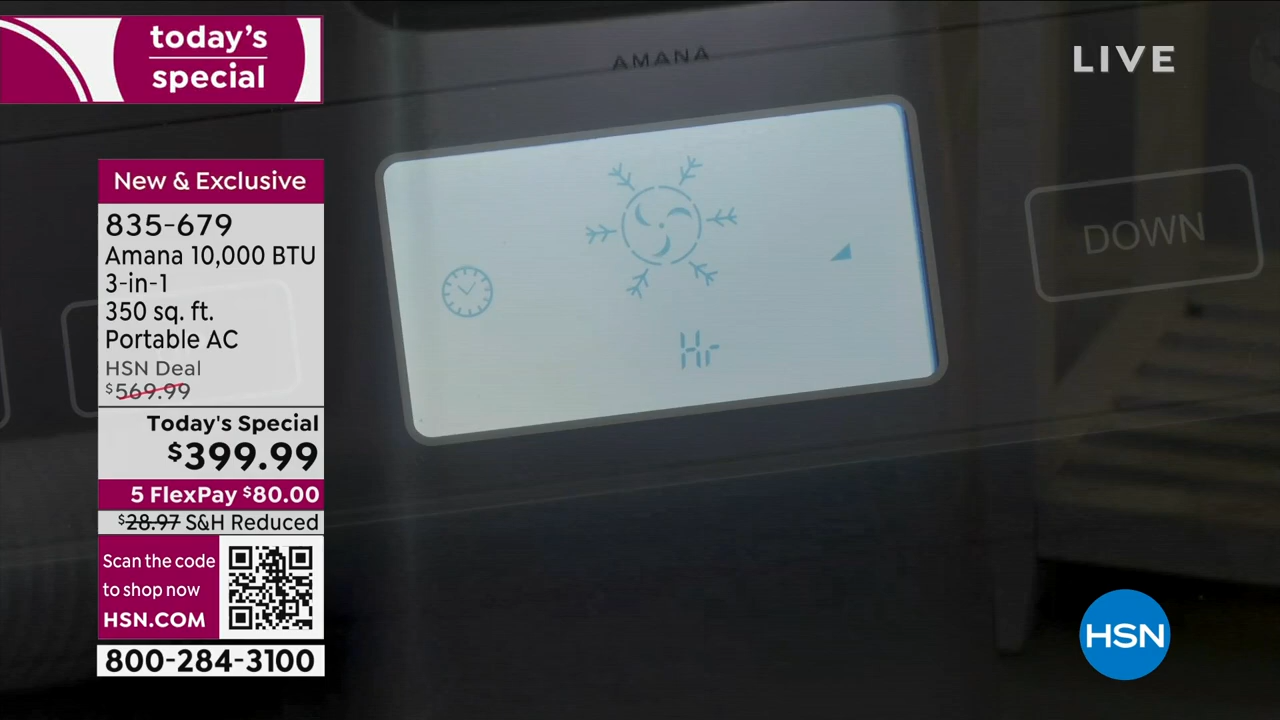 today's
special
LIVE
AMANA
DOWN
Hr
New & Exclusive
835-679
Amana 10,000 BTU
3-in-1
350 sq. ft.
Portable AC
HSN Deal
$569.99
Today's Special
$399.99
5 FlexPay $80.00
$28.97 S&H Reduced
Scan the code
to shop now
HSN.COM
800-284-3100
HSN